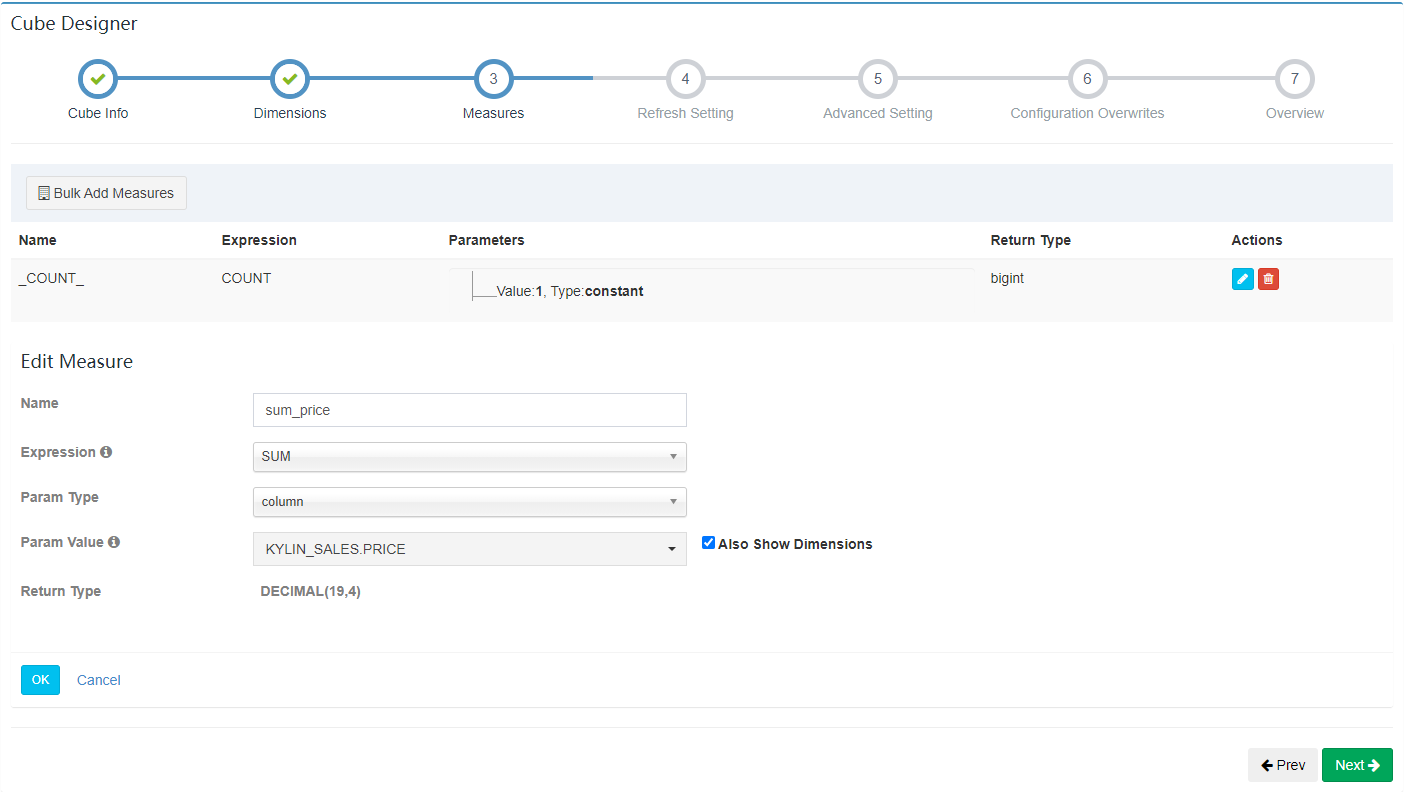 Cube Designer
3 4 5 6 7
Cube Info Dimensions Measures Refresh Setting Advanced Setting Configuration Overwrites Overview
Bulk Add Measures
Name Expression Parameters Return Type Actions
_COUNT_ COUNT Value:1, Type:constant bigint
Edit Measure
Name sum_price
Expression SUM
Param Type column
Param Value KYLIN_SALES.PRICE Also Show Dimensions
Return Type DECIMAL(19,4)
OK Cancel
Prev Next